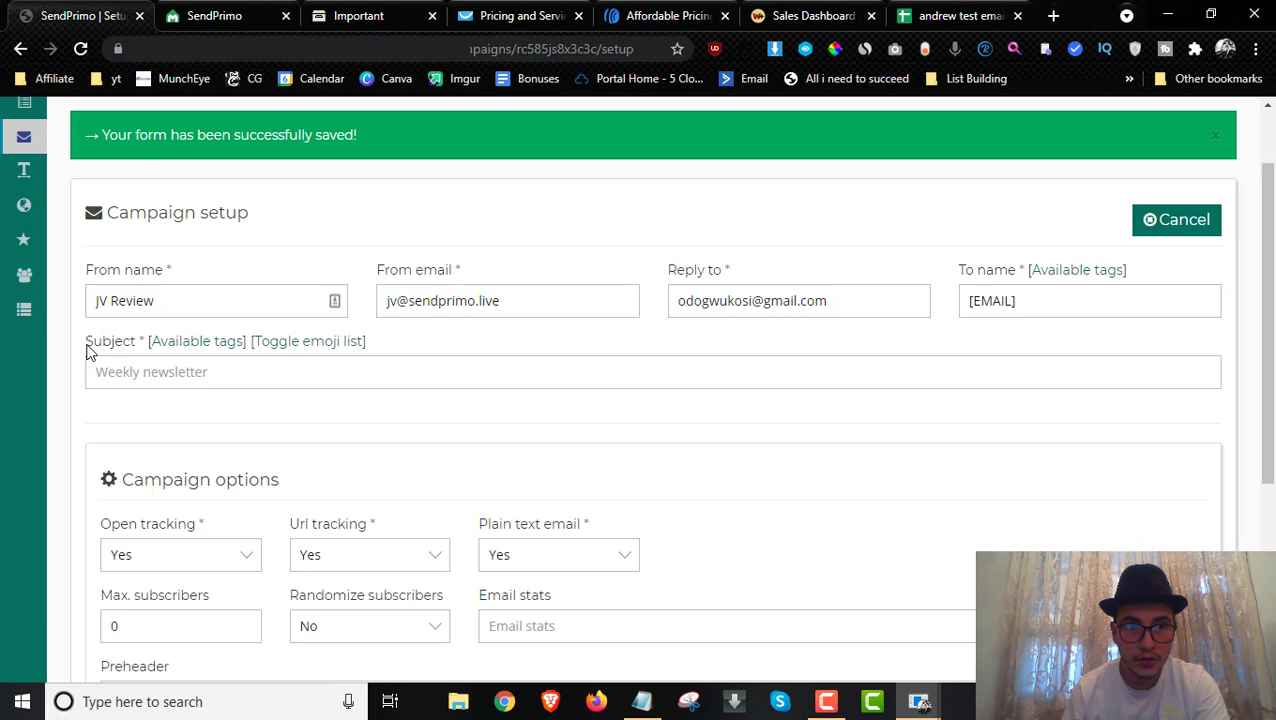 SendPrimo | Setup
SendPrimo
Important
Pricing and Servic
Affordable Pricing
Sales Dashboard
andrew test emai
paigns/rc585js8x3c3c/setup
Affiliate
yt
MunchEye
CG
Calendar
Canva
Imgur
Bonuses
Portal Home - 5 Clo...
Email
All i need to succeed
List Building
»
Other bookmarks
→ Your form has been successfully saved!
×
Campaign setup
Cancel
From name *
From email *
Reply to *
To name * [Available tags]
JV Review
jv@sendprimo.live
odogwukosi@gmail.com
[EMAIL]
Subject * [Available tags] [Toggle emoji list]
Weekly newsletter
Campaign options
Open tracking *
Url tracking *
Plain text email *
Yes
Yes
Yes
Max. subscribers
Randomize subscribers
Email stats
0
No
Email stats
Preheader
Type here to search